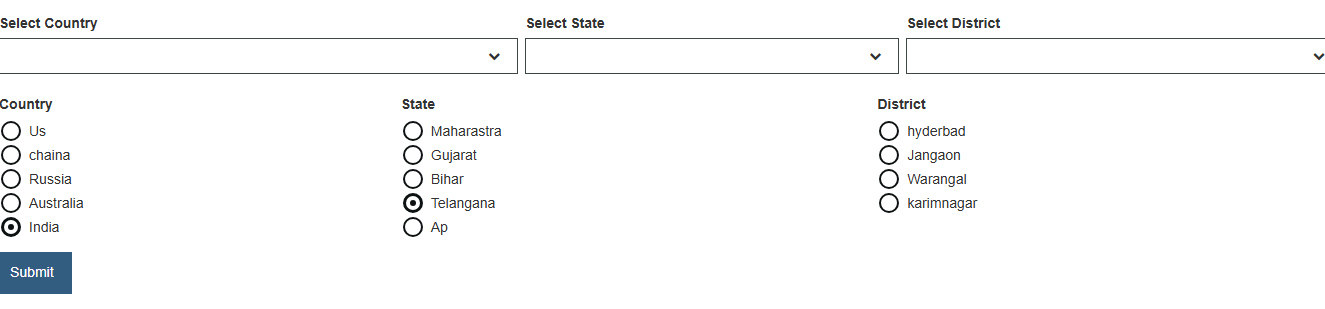 Select Country Select State Select District
Country State District
Us Maharastra hyderbad
chaina Gujarat Jangaon
Russia Bihar Warangal
Australia Telangana karimnagar
India Ap
Submit